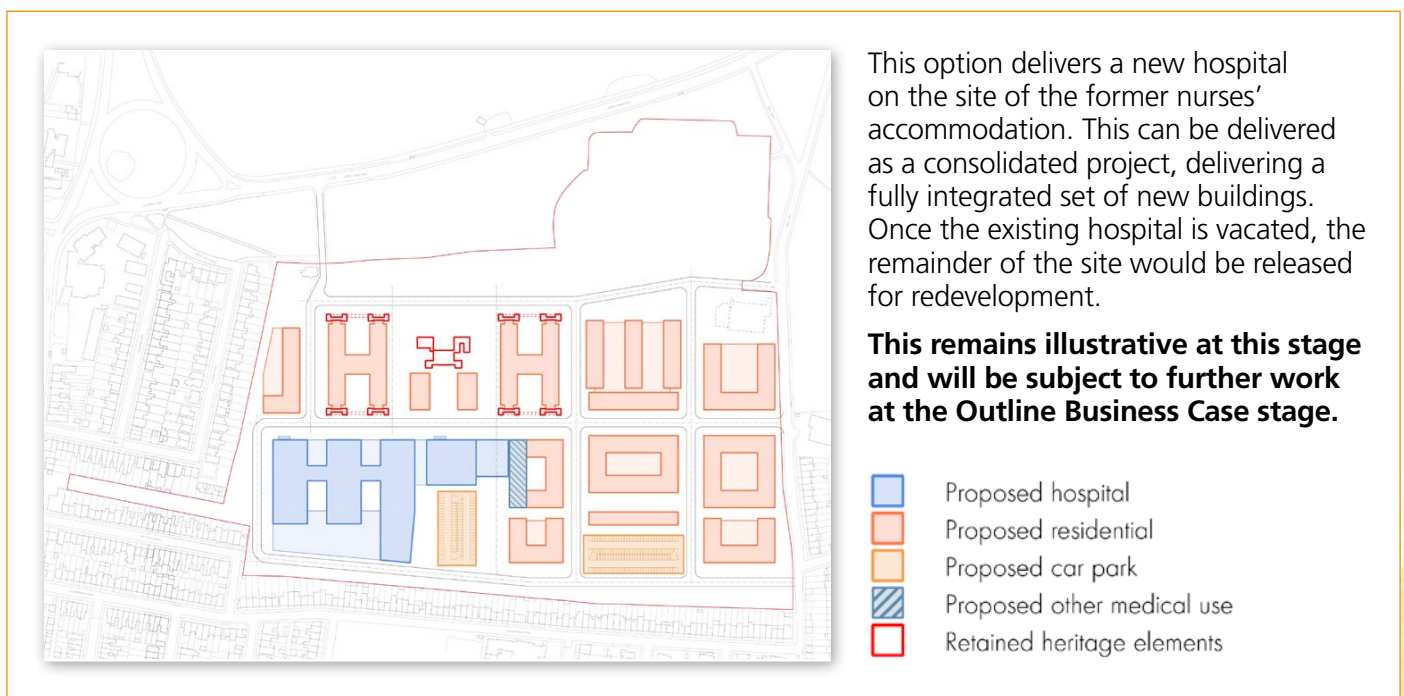 This option delivers a new hospital
on the site of the former nurses’
accommodation. This can be delivered
as a consolidated project, delivering a
fully integrated set of new buildings.
Once the existing hospital is vacated, the
remainder of the site would be released
for redevelopment.
This remains illustrative at this stage
and will be subject to further work
at the Outline Business Case stage.
Proposed hospital
Proposed residential
Proposed car park
Proposed other medical use
Retained heritage elements